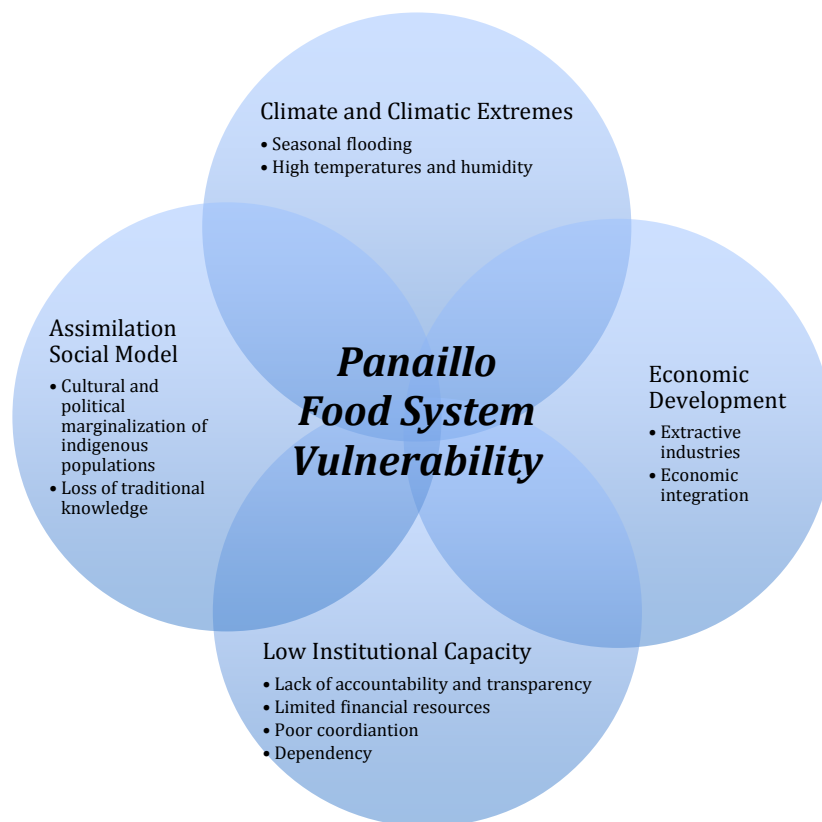 Climate and Climatic Extremes
• Seasonal flooding
• High temperatures and humidity
Assimilation
Social Model
• Cultural and
political
marginalization of
indigenous
populations
• Loss of traditional
knowledge
Panaillo
Food System
Vulnerability
Economic
Development
• Extractive
industries
• Economic
integration
Low Institutional Capacity
• Lack of accountability and transparency
• Limited financial resources
• Poor coordiantion
• Dependency